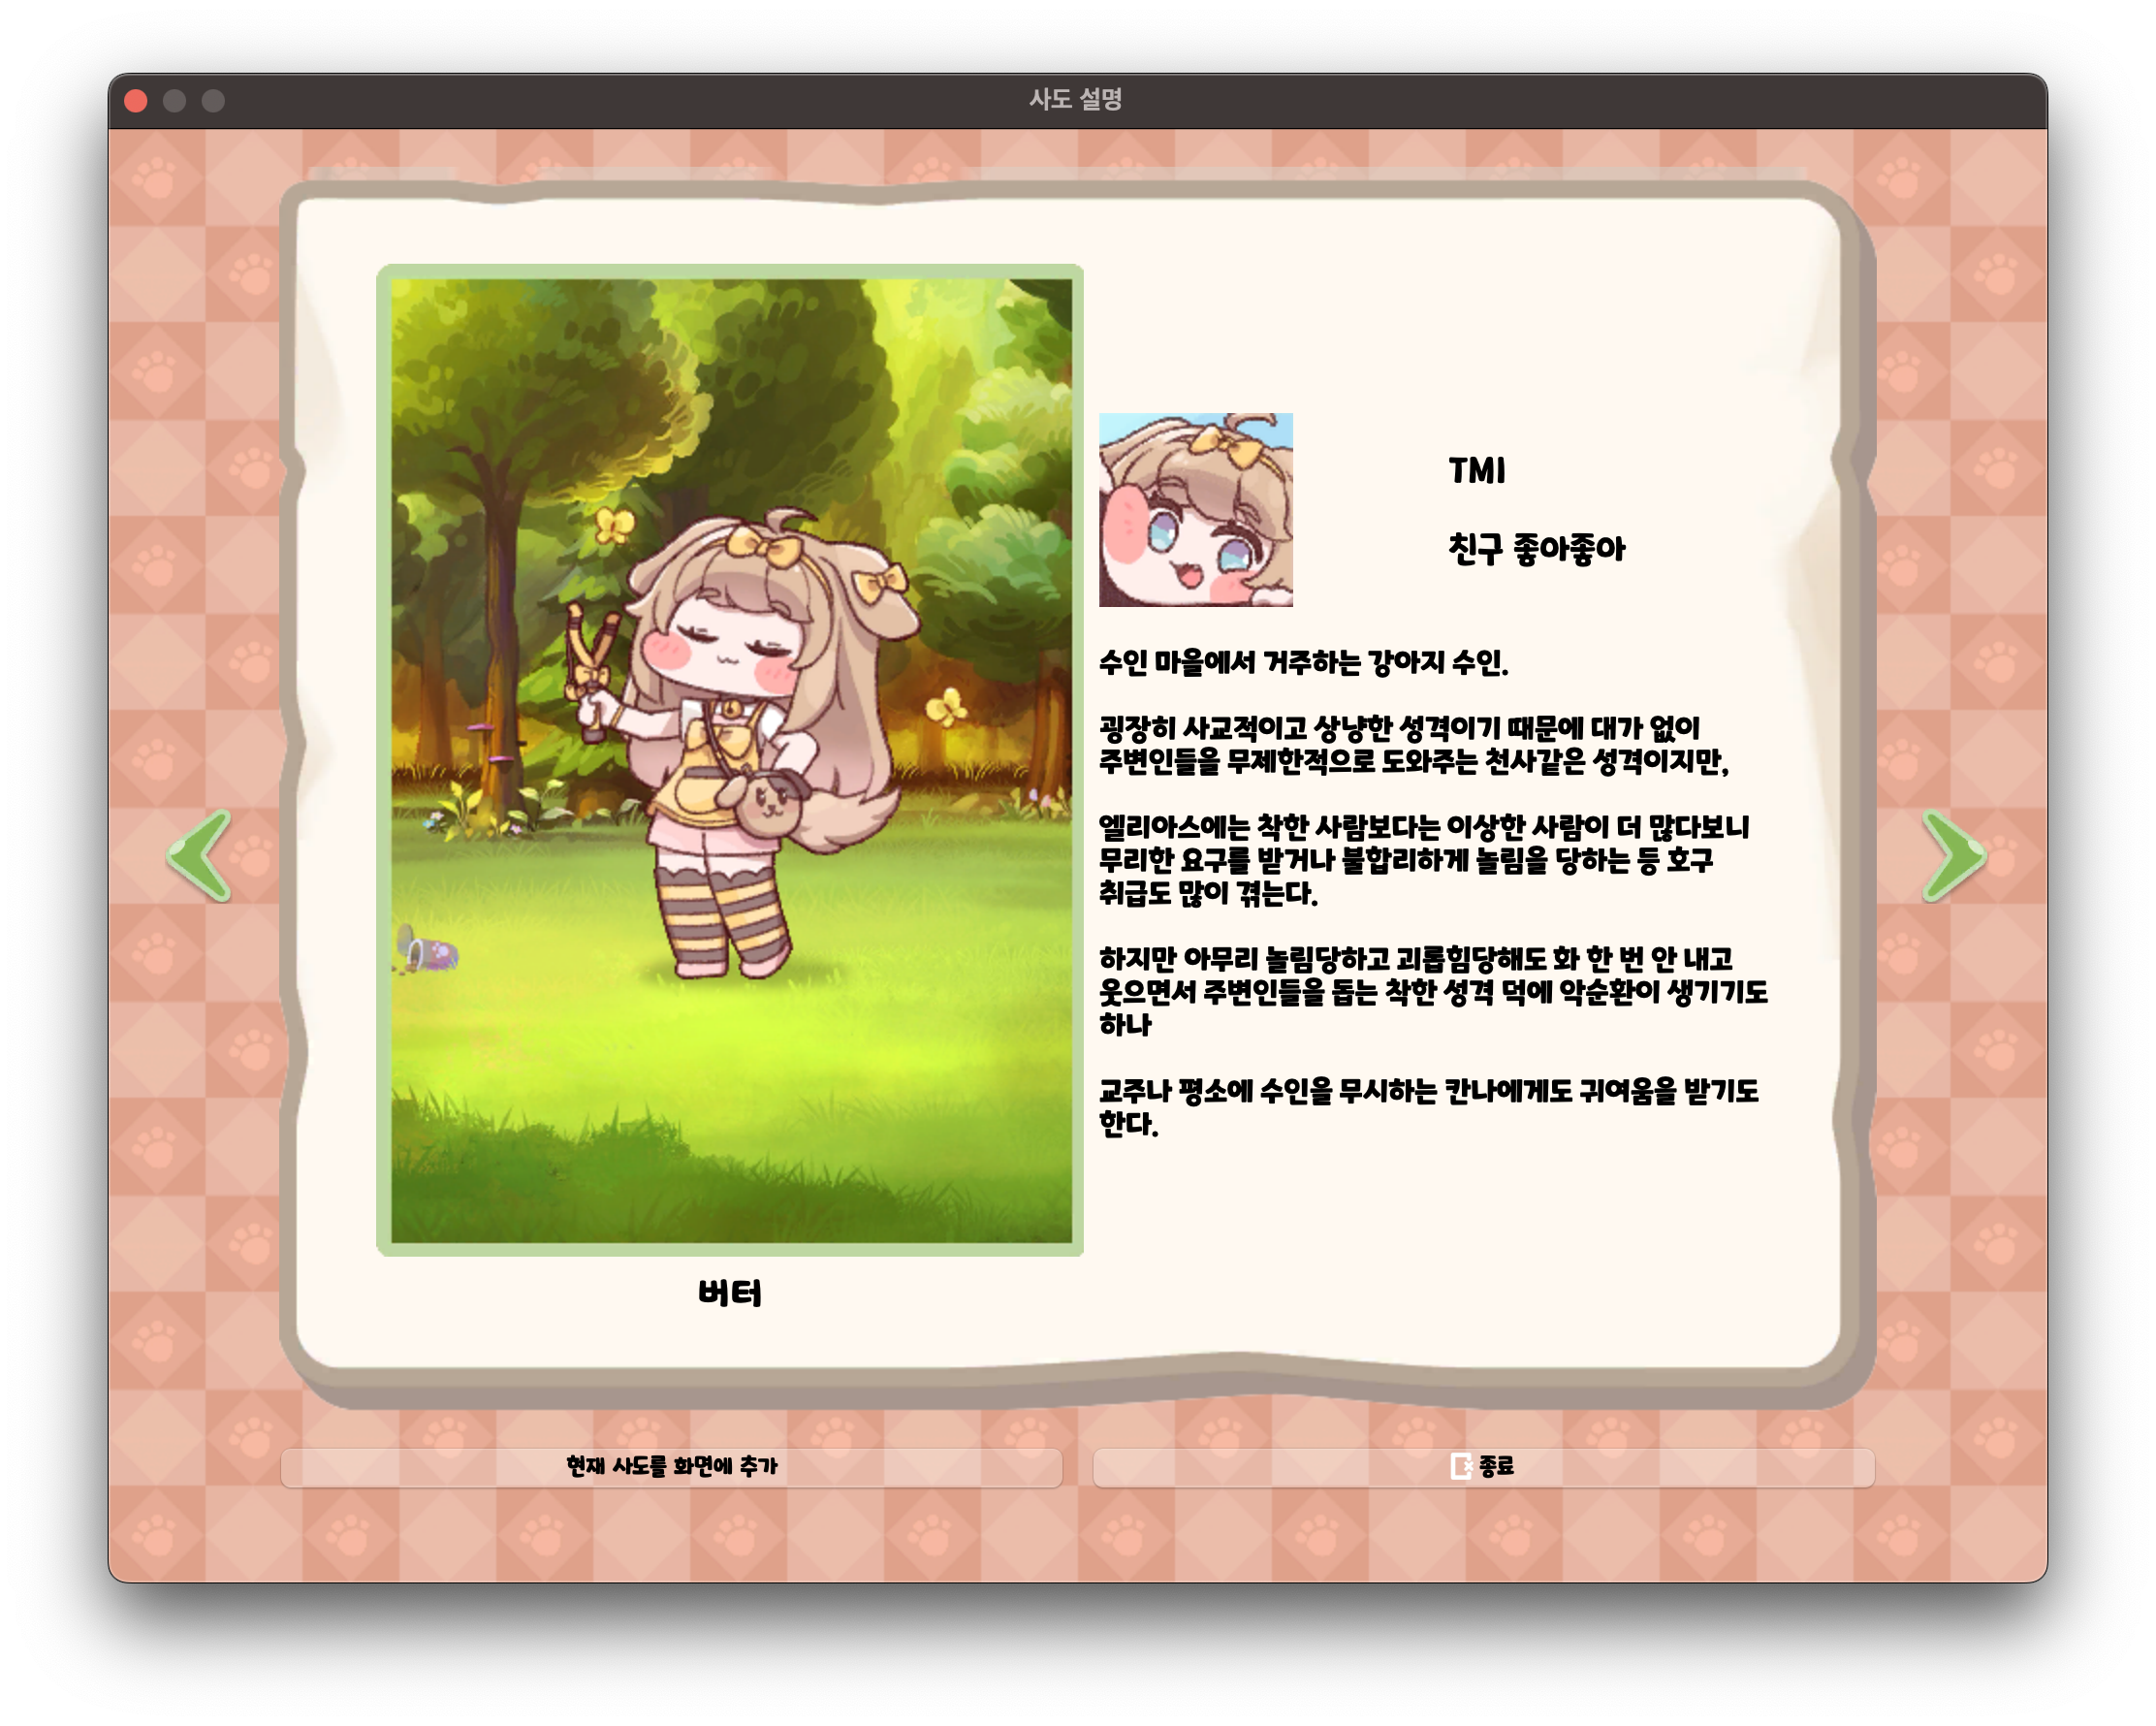 사도 설명
TMI
친구 좋아좋아
수인 마을에서 거주하는 강아지 수인.
굉장히 사교적이고 상냥한 성격이기 때문에 대가 없이
주변인들을 무제한적으로 도와주는 천사같은 성격이지만,
엘리아스에는 착한 사람보다는 이상한 사람이 더 많다보니
무리한 요구를 받거나 불합리하게 놀림을 당하는 등 호구
취급도 많이 겪는다.
하지만 아무리 놀림당하고 괴롭힘당해도 화 한 번 안 내고
웃으면서 주변인들을 돕는 착한 성격 덕에 악순환이 생기기도
하나
교주나 평소에 수인을 무시하는 칸나에게도 귀여움을 받기도
한다.
버터
현재 사도를 화면에 추가
종료